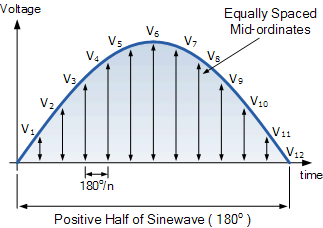 Voltage
Equally Spaced
Mid-ordinates
V1
V2
V3
V4
V5
V6
V7
V8
V9
V10
V11
V12
180°/n
time
Positive Half of Sinewave ( 180° )